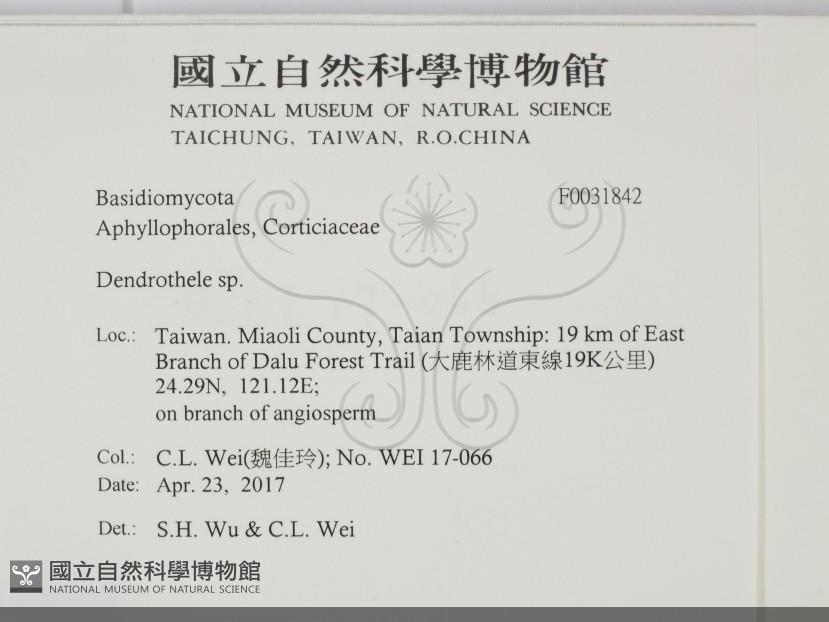 國立自然科學博物館
NATIONAL MUSEUM OF NATURAL SCIENCE
TAICHUNG, TAIWAN, R.O.CHINA
Basidiomycota F0031842
Aphyllophorales, Corticiaceae
Dendrothele sp.
Loc.: Taiwan. Miaoli County, Taian Township: 19 km of East
Branch of Dalu Forest Trail (大鹿林道東線19K公里)
24.29N, 121.12E;
on branch of angiosperm
Col.: C.L. Wei(魏佳玲); No. WEI 17-066
Date: Apr. 23, 2017
Det.: S.H. Wu & C.L. Wei
國立自然科學博物館
NATIONAL MUSEUM OF NATURAL SCIENCE